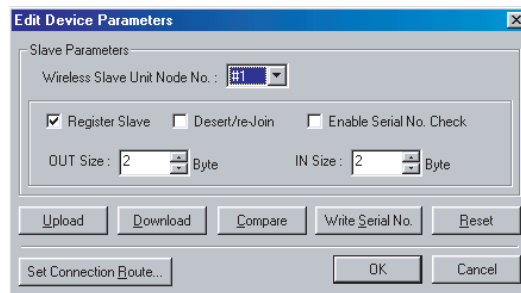 Edit Device Parameters
Slave Parameters
Wireless Slave Unit Node No. : #1
Register Slave Desert/re-Join Enable Serial No. Check
OUT Size : 2 Byte IN Size : 2 Byte
Upload Download Compare Write Serial No. Reset
Set Connection Route... OK Cancel